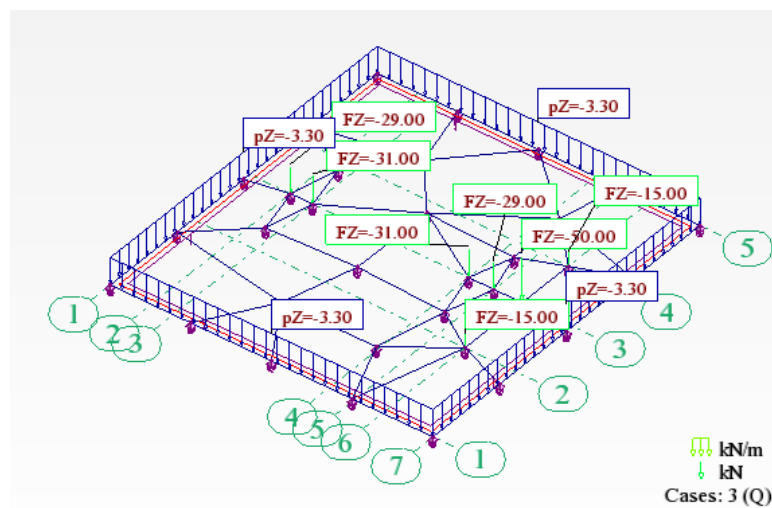 pZ=-3.30
FZ=-29.00
pZ=-3.30
FZ=-31.00
FZ=-15.00
FZ=-29.00
FZ=-31.00
FZ=-50.00
5
pZ=-3.30
4
1
2
3
pZ=-3.30
FZ=-15.00
3
2
4
5
6
7
1
kN/m
kN
Cases: 3 (Q)